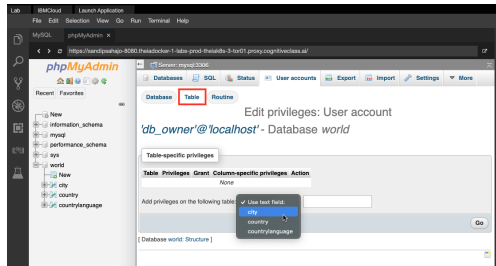 Lab IBMCloud Launch Application
File Edit Selection View Go Run Terminal Help
MySQL phpMyAdmin ×
https://sandipsahajo-8080.theiadocker-1-labs-prod-theiak8s-3-tor01.proxy.cognitiveclass.ai/
phpMyAdmin
Recent Favorites
New
information_schema
mysql
performance_schema
sys
world
New
city
country
countrylanguage
Server: mysql:3306
Databases SQL Status User accounts Export Import Settings More
Database Table Routine
Edit privileges: User account
'db_owner'@'localhost' - Database world
Table-specific privileges
Table Privileges Grant Column-specific privileges Action
None
Add privileges on the following table: ✓ Use text field:
city
country
countrylanguage
Go
[ Database world: Structure ]